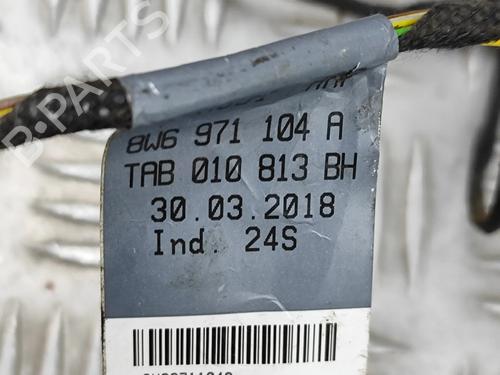 8W6 971 104 A
TAB 010 813 BH
30.03.2018
Ind. 24S
B-PARTS